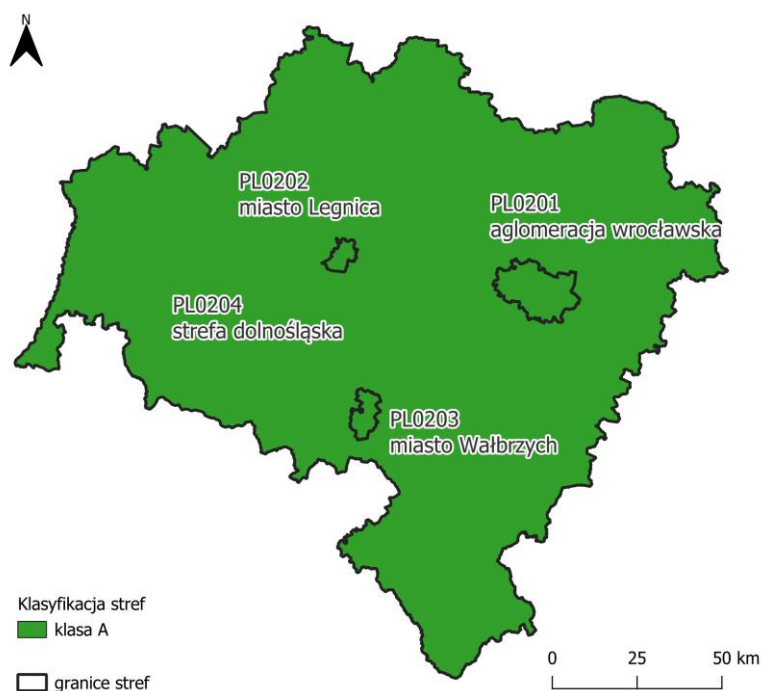 N
PL0202
miasto Legnica
PL0201
aglomeracja wrocławska
PL0204
strefa dolnośląska
PL0203
miasto Wałbrzych
Klasyfikacja stref
klasa A
granice stref
0 25 50 km